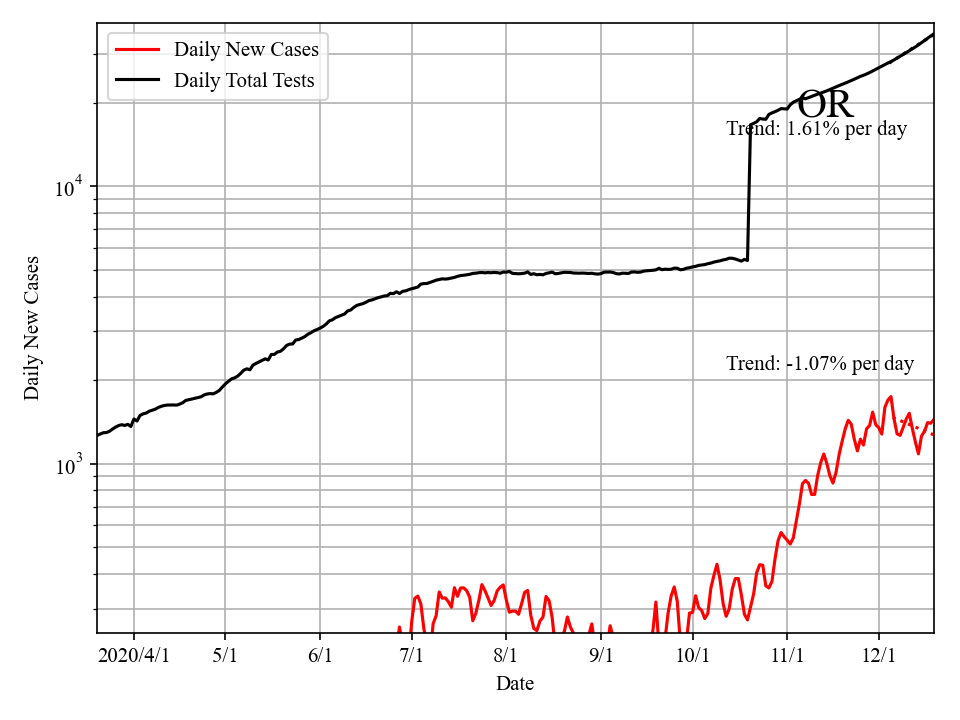 Daily New Cases
Daily Total Tests
OR
Trend: 1.61% per day
10^4
Trend: -1.07% per day
10^3
Daily New Cases
2020/4/1 5/1 6/1 7/1 8/1 9/1 10/1 11/1 12/1
Date